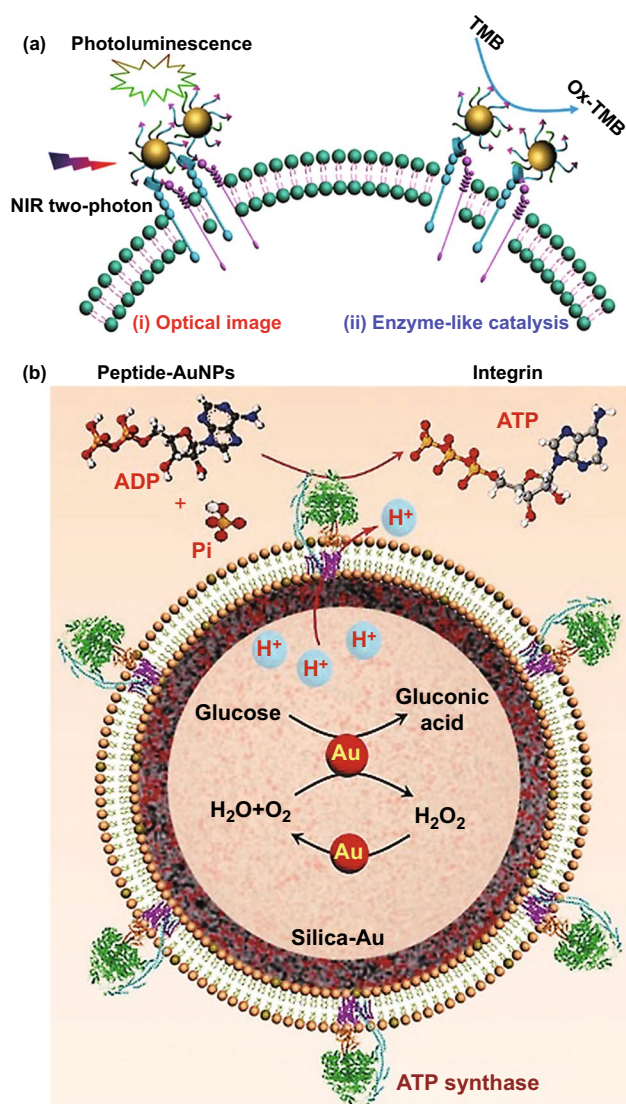 (a)
Photoluminescence
TMB
Ox-TMB
NIR two-photon
(i) Optical image
(ii) Enzyme-like catalysis
(b)
Peptide-AuNPs
Integrin
ADP
+
Pi
ATP
H+
H+
H+
H+
Glucose
Gluconic
acid
Au
H2O+O2
H2O2
Au
Silica-Au
ATP synthase